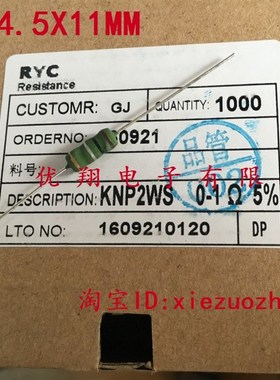 4.5X11MM
RYC
Resistance
CUSTOMR: GJ QUANTITY: 1000
ORDERNO 0921
品管
料号
DESCRIPTION: KNP2WS 0-1Ω 5%
优翔电子有限
LTO NO: 1609210120 DP
淘宝ID:xiezuozh